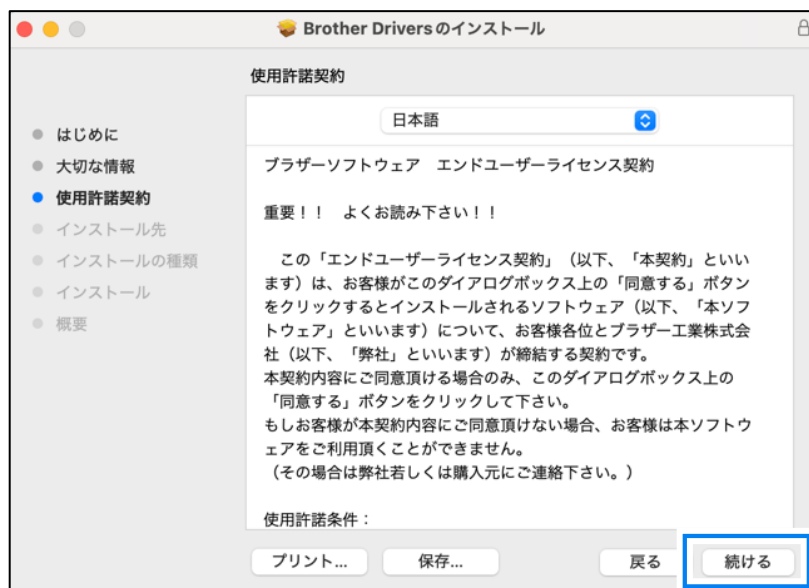 Brother Driversのインストール
使用許諾契約
はじめに
大切な情報
使用許諾契約
インストール先
インストールの種類
インストール
概要
日本語
ブラザーソフトウェア　エンドユーザーライセンス契約
重要！！　よくお読み下さい！！
　この「エンドユーザーライセンス契約」（以下、「本契約」といい
ます）は、お客様がこのダイアログボックス上の「同意する」ボタン
をクリックするとインストールされるソフトウェア（以下、「本ソフ
トウェア」といいます）について、お客様各位とブラザー工業株式会
社（以下、「弊社」といいます）が締結する契約です。
本契約内容にご同意頂ける場合のみ、このダイアログボックス上の
「同意する」ボタンをクリックして下さい。
もしお客様が本契約内容にご同意頂けない場合、お客様は本ソフトウ
ェアをご利用頂くことができません。
（その場合は弊社若しくは購入元にご連絡下さい。）
使用許諾条件：
プリント...
保存...
戻る
続ける